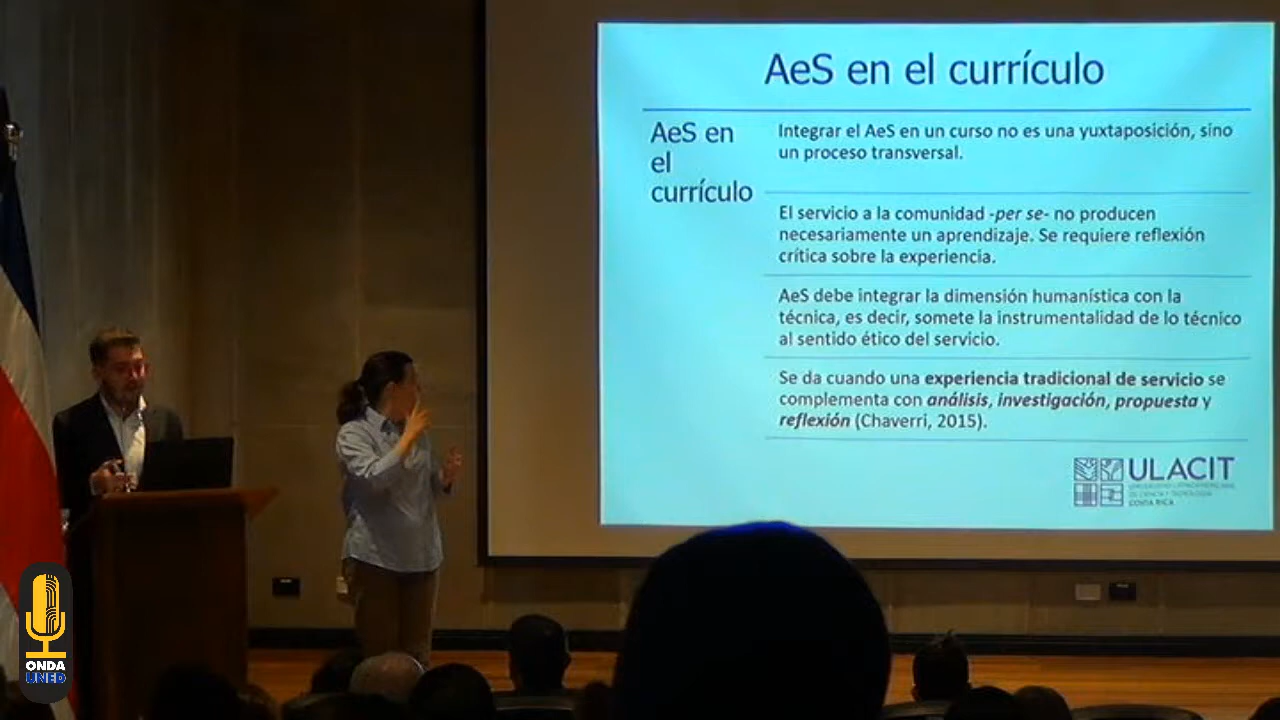 AeS en el currículo
AeS en
el
currículo
Integrar el AeS en un curso no es una yuxtaposición, sino
un proceso transversal.
El servicio a la comunidad -per se- no producen
necesariamente un aprendizaje. Se requiere reflexión
crítica sobre la experiencia.
AeS debe integrar la dimensión humanística con la
técnica, es decir, somete la instrumentalidad de lo técnico
al sentido ético del servicio.
Se da cuando una experiencia tradicional de servicio se
complementa con análisis, investigación, propuesta y
reflexión (Chaverri, 2015).
ULACIT
COSTA RICA
ONDA
UNED